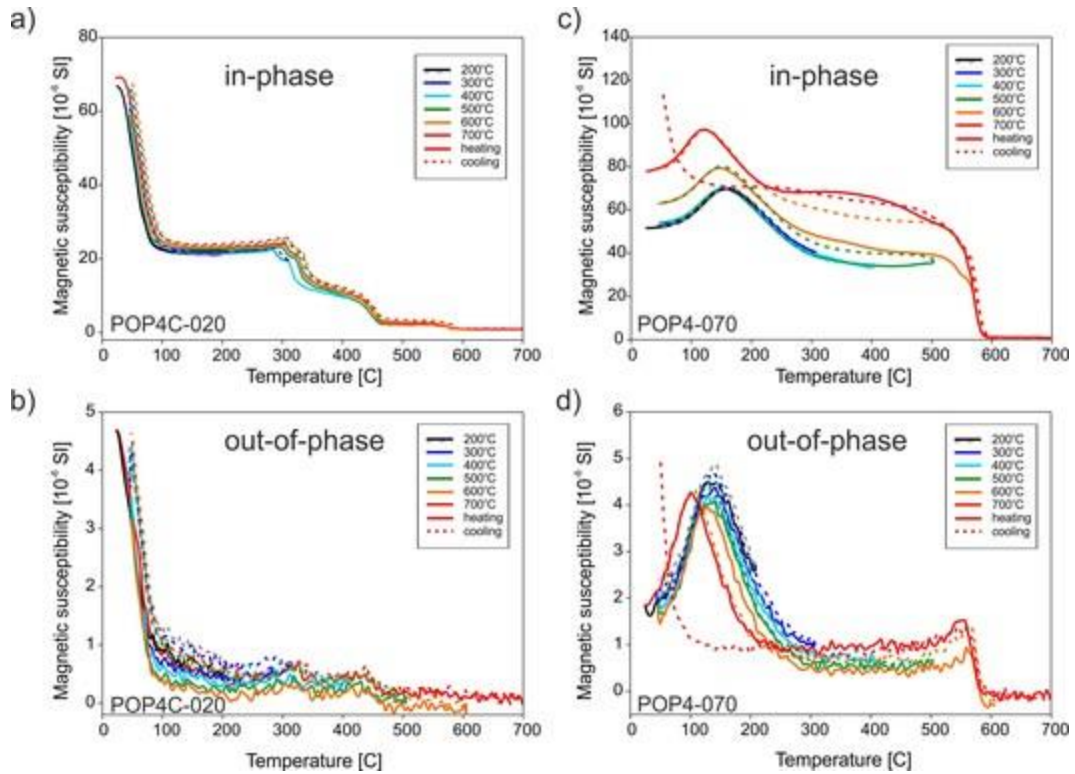 a)
in-phase
80
60
40
20
0
Magnetic susceptibility [10⁻⁶ SI]
200°C
300°C
400°C
500°C
600°C
700°C
heating
cooling
POP4C-020
0 100 200 300 400 500 600 700
Temperature [C]
c)
in-phase
140
120
100
80
60
40
20
0
Magnetic susceptibility [10⁻⁶ SI]
200°C
300°C
400°C
500°C
600°C
700°C
heating
cooling
POP4-070
0 100 200 300 400 500 600 700
Temperature [C]
b)
out-of-phase
5
4
3
2
1
0
Magnetic susceptibility [10⁻⁶ SI]
200°C
300°C
400°C
500°C
600°C
700°C
heating
cooling
POP4C-020
0 100 200 300 400 500 600 700
Temperature [C]
d)
out-of-phase
6
5
4
3
2
1
0
Magnetic susceptibility [10⁻⁶ SI]
200°C
300°C
400°C
500°C
600°C
700°C
heating
cooling
POP4-070
0 100 200 300 400 500 600 700
Temperature [C]